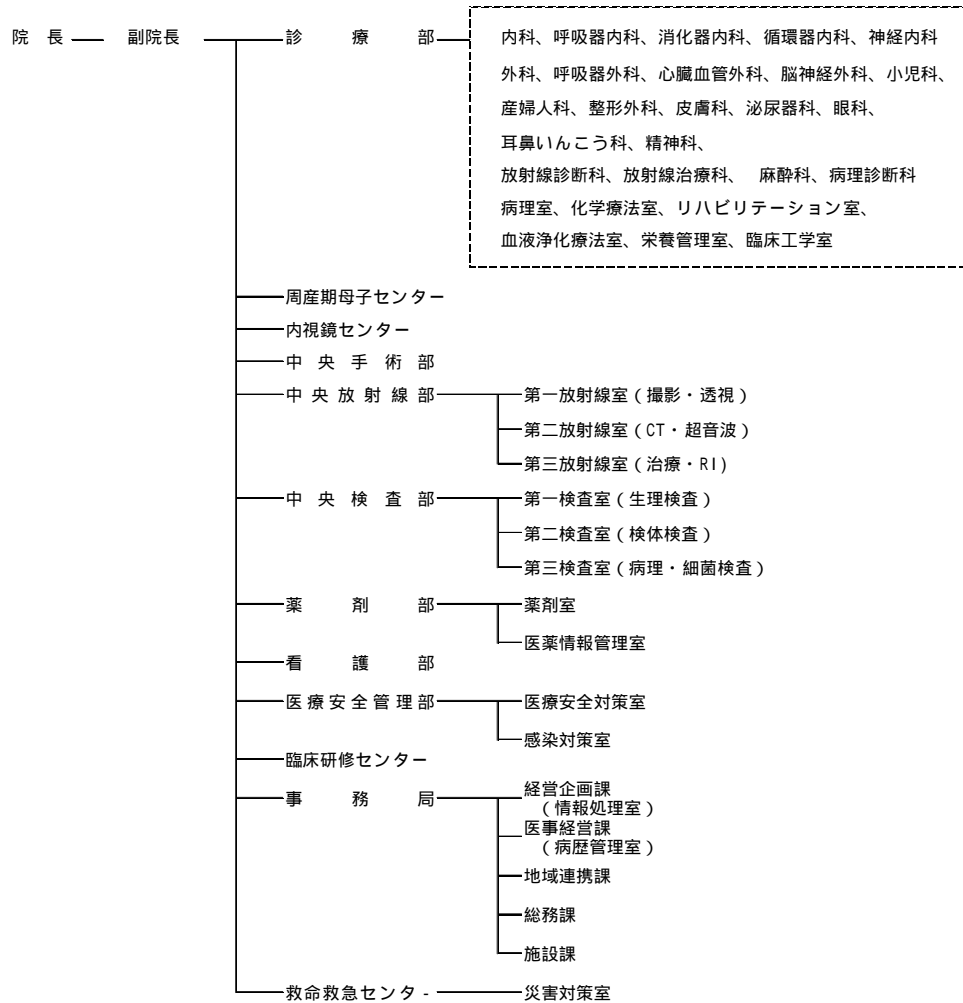 院長 副院長 診療部 内科、呼吸器内科、消化器内科、循環器内科、神経内科
外科、呼吸器外科、心臓血管外科、脳神経外科、小児科、
産婦人科、整形外科、皮膚科、泌尿器科、眼科、
耳鼻いんこう科、精神科、
放射線診断科、放射線治療科、 麻酔科、病理診断科
病理室、化学療法室、リハビリテーション室、
血液浄化療法室、栄養管理室、臨床工学室
周産期母子センター
内視鏡センター
中央手術部
中央放射線部 第一放射線室(撮影・透視)
第二放射線室(CT・超音波)
第三放射線室(治療・RI)
中央検査部 第一検査室(生理検査)
第二検査室(検体検査)
第三検査室(病理・細菌検査)
薬剤部 薬剤室
医薬情報管理室
看護部
医療安全管理部 医療安全対策室
感染対策室
臨床研修センター
事務局 経営企画課
(情報処理室)
医事経営課
(病歴管理室)
地域連携課
総務課
施設課
救命救急センタ- 災害対策室